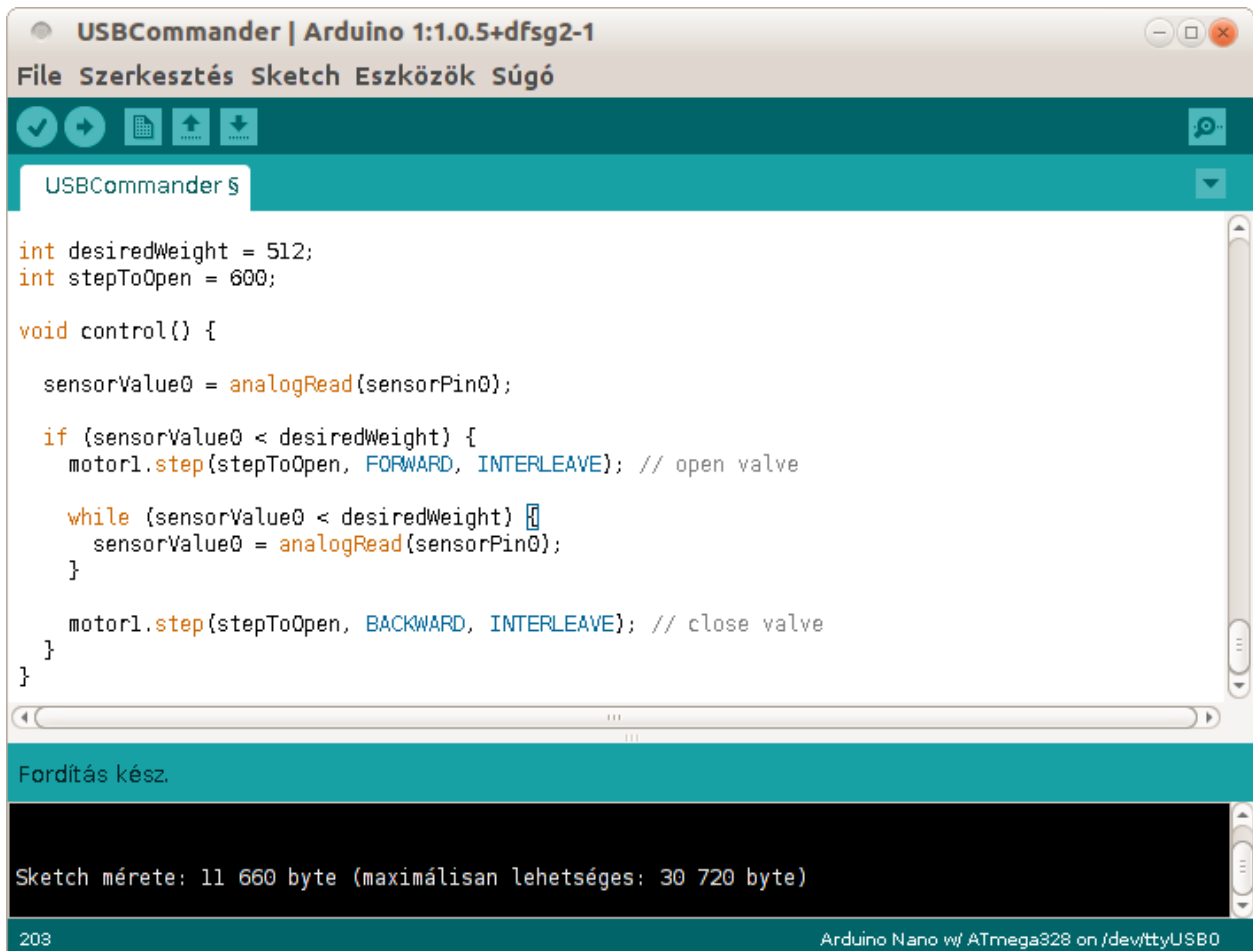 USBCommander | Arduino 1:1.0.5+dfsg2-1
File Szerkesztés Sketch Eszközök Súgó
USBCommander §
int desiredWeight = 512;
int stepToOpen = 600;
void control() {
sensorValue0 = analogRead(sensorPin0);
if (sensorValue0 < desiredWeight) {
motor1.step(stepToOpen, FORWARD, INTERLEAVE); // open valve
while (sensorValue0 < desiredWeight) {
sensorValue0 = analogRead(sensorPin0);
}
motor1.step(stepToOpen, BACKWARD, INTERLEAVE); // close valve
}
}
Fordítás kész.
Sketch mérete: 11 660 byte (maximálisan lehetséges: 30 720 byte)
203 Arduino Nano w/ ATmega328 on /dev/ttyUSB0